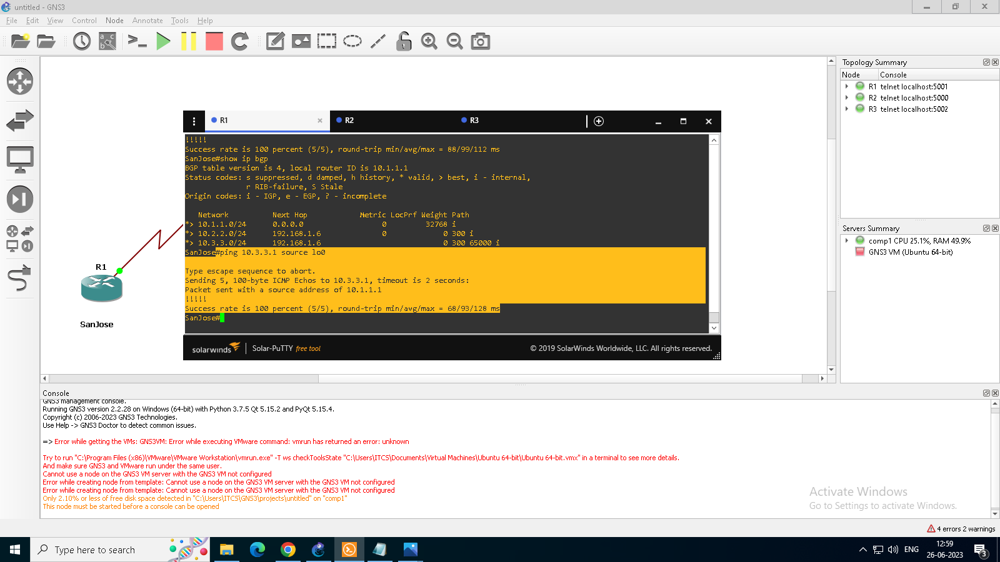 untitled - GNS3
File Edit View Control Node Annotate Tools Help
Topology Summary
Node Console
R1 telnet localhost:5001
R2 telnet localhost:5000
R3 telnet localhost:5002
Servers Summary
comp1 CPU 25.1%, RAM 49.9%
GNS3 VM (Ubuntu 64-bit)
R1
SanJose
R1 R2 R3
!!!!!
Success rate is 100 percent (5/5), round-trip min/avg/max = 88/99/112 ms
SanJose#show ip bgp
BGP table version is 4, local router ID is 10.1.1.1
Status codes: s suppressed, d damped, h history, * valid, > best, i - internal,
r RIB-failure, S Stale
Origin codes: i - IGP, e - EGP, ? - incomplete
Network Next Hop Metric LocPrf Weight Path
*> 10.1.1.0/24 0.0.0.0 0 32768 i
*> 10.2.2.0/24 192.168.1.6 0 0 300 i
*> 10.3.3.0/24 192.168.1.6 0 300 65000 i
SanJose#ping 10.3.3.1 source lo0
Type escape sequence to abort.
Sending 5, 100-byte ICMP Echos to 10.3.3.1, timeout is 2 seconds:
Packet sent with a source address of 10.1.1.1
!!!!!
Success rate is 100 percent (5/5), round-trip min/avg/max = 68/93/128 ms
SanJose#
solarwinds Solar-PuTTY free tool © 2019 SolarWinds Worldwide, LLC. All rights reserved.
Console
GNS3 management console.
Running GNS3 version 2.2.28 on Windows (64-bit) with Python 3.7.5 Qt 5.15.2 and PyQt 5.15.4.
Copyright (c) 2006-2023 GNS3 Technologies.
Use Help -> GNS3 Doctor to detect common issues.
=> Error while getting the VMs: GNS3VM: Error while executing VMware command: vmrun has returned an error: unknown
Try to run "C:\Program Files (x86)\VMware\VMware Workstation\vmrun.exe" -T ws checkToolsState "C:\Users\ITCS\Documents\Virtual Machines\Ubuntu 64-bit\Ubuntu 64-bit.vmx" in a terminal to see more details.
And make sure GNS3 and VMware run under the same user.
Cannot use a node on the GNS3 VM server with the GNS3 VM not configured
Error while creating node from template: Cannot use a node on the GNS3 VM server with the GNS3 VM not configured
Error while creating node from template: Cannot use a node on the GNS3 VM server with the GNS3 VM not configured
Only 2.10% or less of free disk space detected in "C:\Users\ITCS\GNS3\projects\untitled" on "comp1"
This node must be started before a console can be opened
Activate Windows
Go to Settings to activate Windows.
4 errors 2 warnings
Type here to search
ENG
12:59
26-06-2023
3